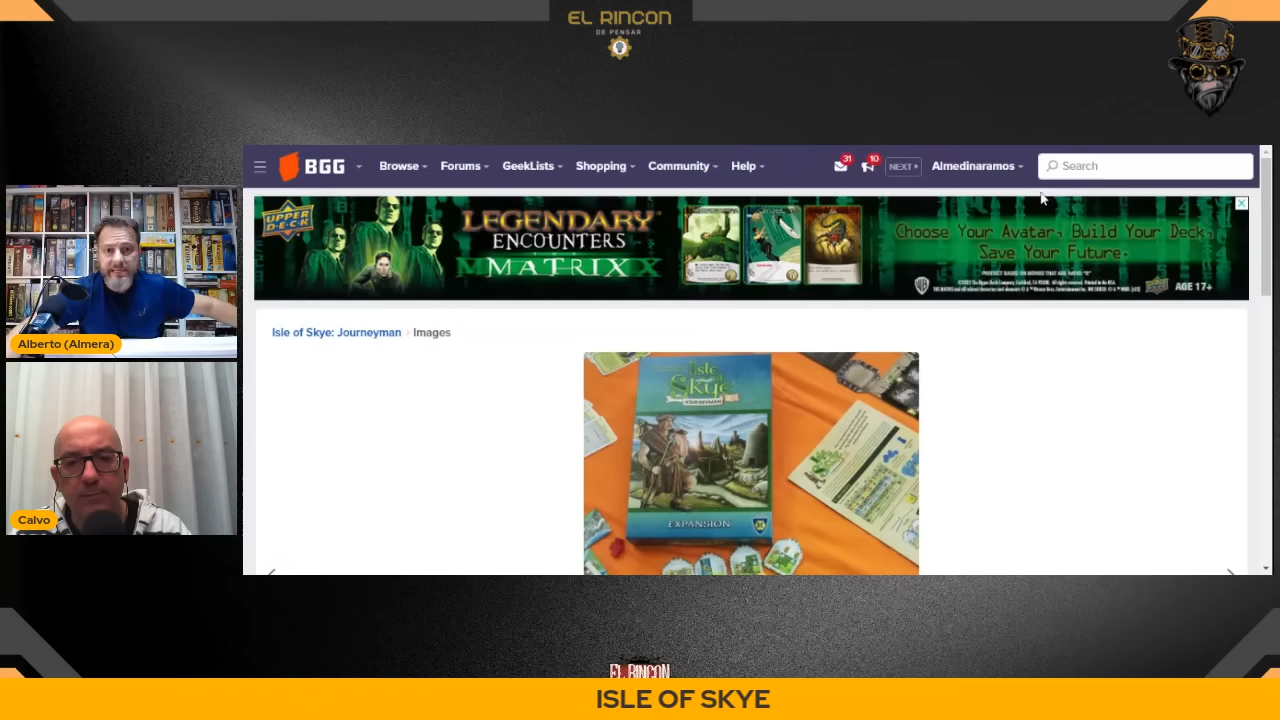 EL RINCON
DE PENSAR
BGG
Browse
Forums
GeekLists
Shopping
Community
Help
31
10
NEXT
Almedinaramos
Search
UPPER
D·E·C·K
LEGENDARY
ENCOUNTERS
THE
MATRIX
Choose Your Avatar, Build Your Deck,
Save Your Future.
AGE 17+
Isle of Skye: Journeyman
Images
Isle
of
Skye
JOURNEYMAN
EXPANSION
Alberto (Almera)
Calvo
EL RINCON
ISLE OF SKYE